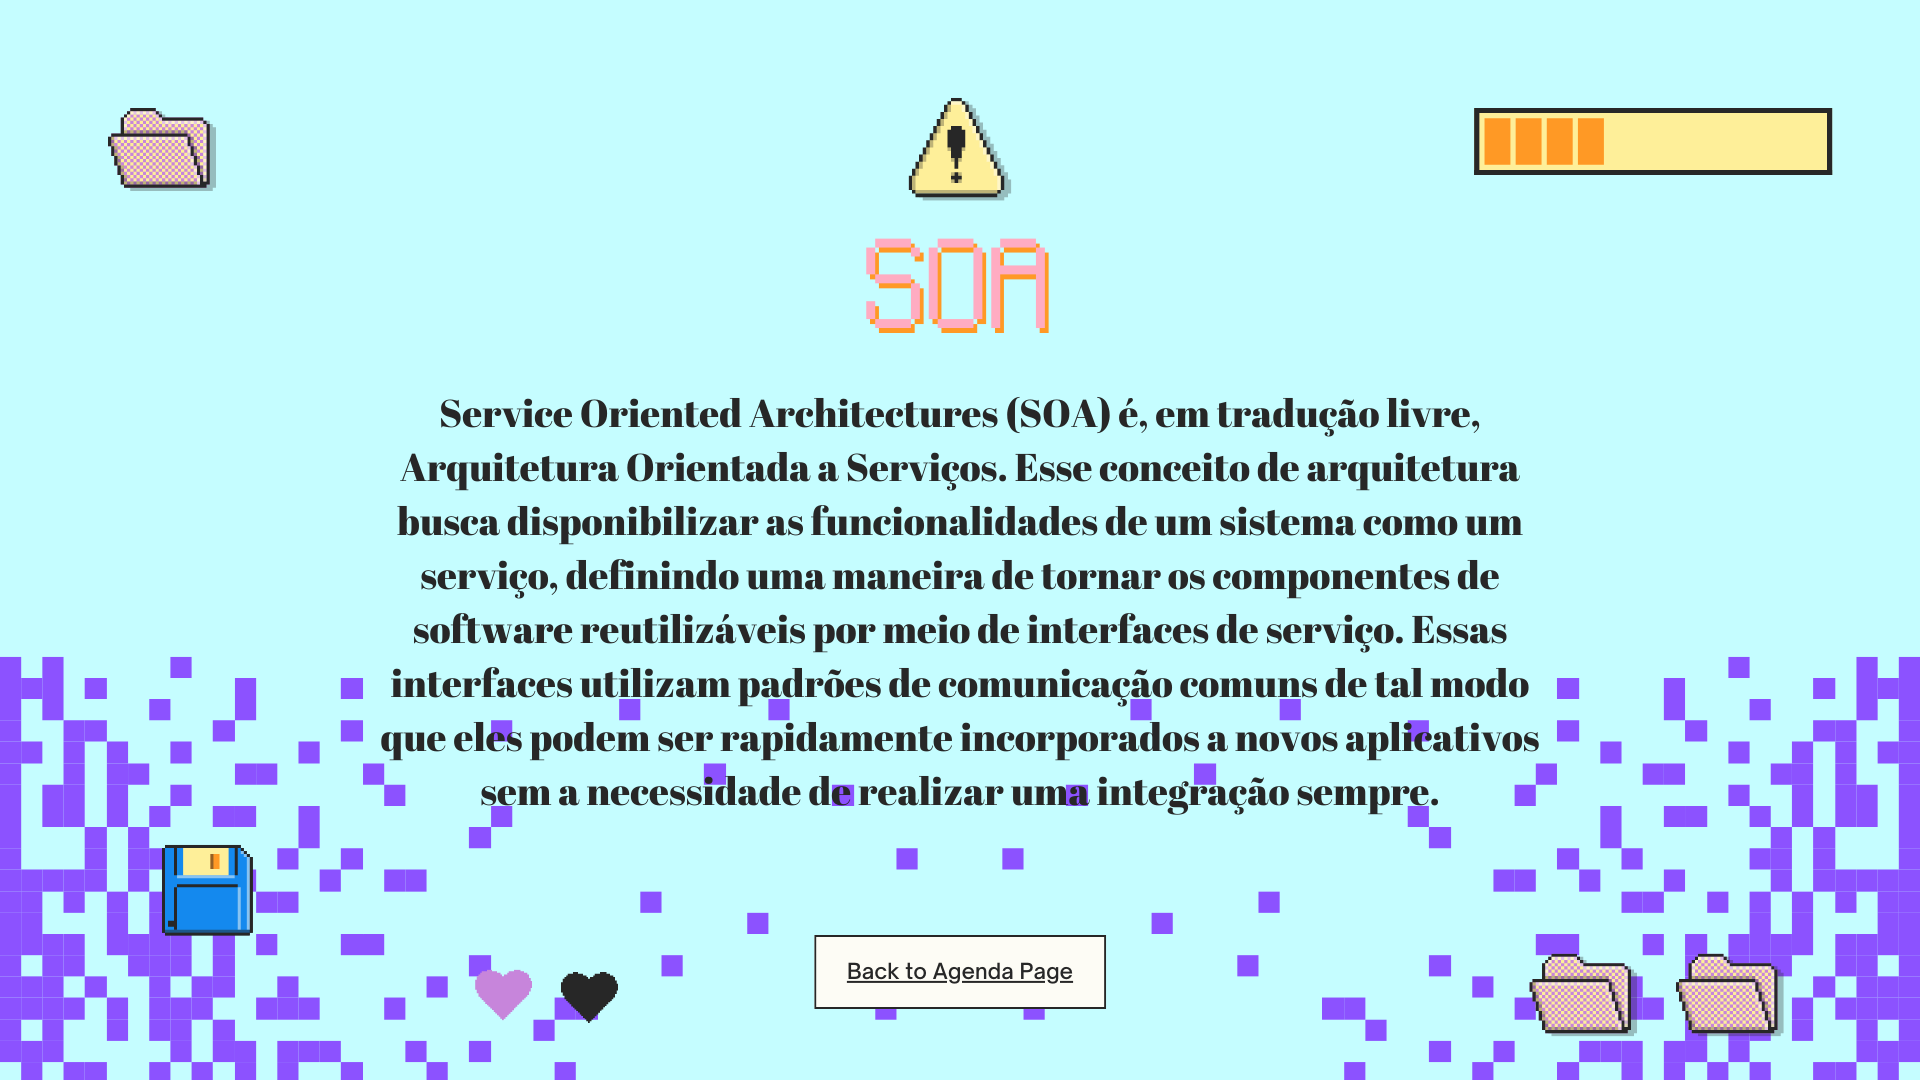 SOA
Service Oriented Architectures (SOA) é, em tradução livre,
Arquitetura Orientada a Serviços. Esse conceito de arquitetura
busca disponibilizar as funcionalidades de um sistema como um
serviço, definindo uma maneira de tornar os componentes de
software reutilizáveis por meio de interfaces de serviço. Essas
interfaces utilizam padrões de comunicação comuns de tal modo
que eles podem ser rapidamente incorporados a novos aplicativos
sem a necessidade de realizar uma integração sempre.
Back to Agenda Page